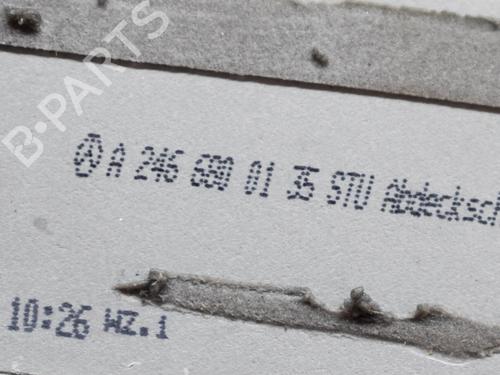 B-PARTS
A 246 680 01 35 STU Abdecksch
10:26 WZ.1